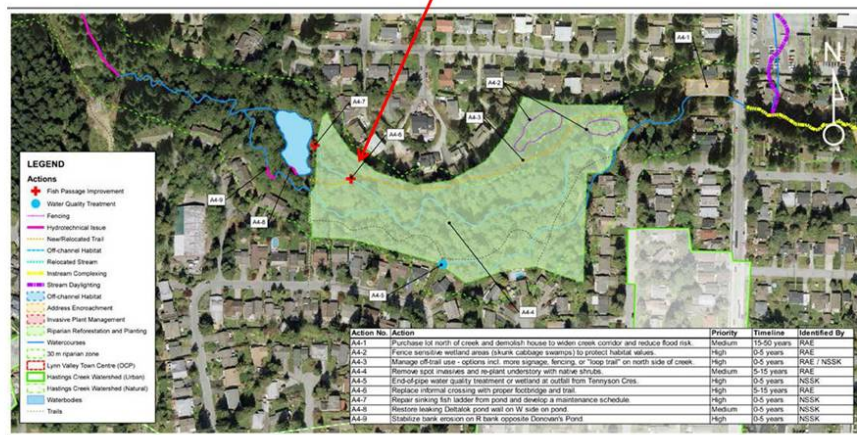 A4-1
N
A4-2
A4-7
A4-3
A4-6
LEGEND
Actions
Fish Passage Improvement
Water Quality Treatment
Fencing
Hydrotechnical Issue
New/Relocated Trail
Off-channel Habitat
Relocated Stream
Instream Complexing
Stream Daylighting
Off-channel Habitat
Address Encroachment
Invasive Plant Management
Riparian Reforestation and Planting
Watercourses
30 m riparian zone
Lynn Valley Town Centre (OCP)
Hastings Creek Watershed (Urban)
Hastings Creek Watershed (Natural)
Waterbodies
Trails
A4-9
A4-8
A4-5
A4-4
Action No. Action Priority Timeline Identified By
A4-1 Purchase lot north of creek and demolish house to widen creek corridor and reduce flood risk. Medium 15-50 years RAE
A4-2 Fence sensitive wetland areas (skunk cabbage swamps) to protect habitat values. High 0-5 years RAE
A4-3 Manage off-trail use - options incl. more signage, fencing, or "loop trail" on north side of creek. High 0-5 years RAE / NSSK
A4-4 Remove spot invasives and re-plant understory with native shrubs. Medium 5-15 years RAE
A4-5 End-of-pipe water quality treatment or wetland at outfall from Tennyson Cres. High 0-5 years NSSK
A4-6 Replace informal crossing with proper footbridge and trail. High 5-15 years RAE
A4-7 Repair sinking fish ladder from pond and develop a maintenance schedule. High 0-5 years NSSK
A4-8 Restore leaking Deltalok pond wall on W side on pond. Medium 0-5 years NSSK
A4-9 Stabilize bank erosion on R bank opposite Donovan's Pond. High 0-5 years NSSK